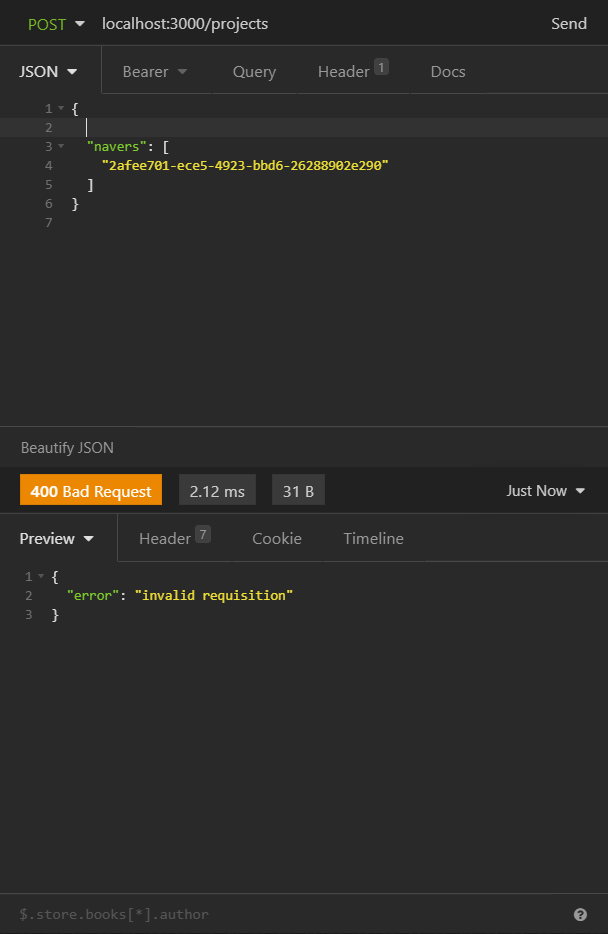 POST localhost:3000/projects Send
JSON Bearer Query Header 1 Docs
1 {
2
3 "navers": [
4 "2afee701-ece5-4923-bbd6-26288902e290"
5 ]
6 }
7
Beautify JSON
400 Bad Request 2.12 ms 31 B Just Now
Preview Header 7 Cookie Timeline
1 {
2 "error": "invalid requisition"
3 }
$.store.books[*].author ?